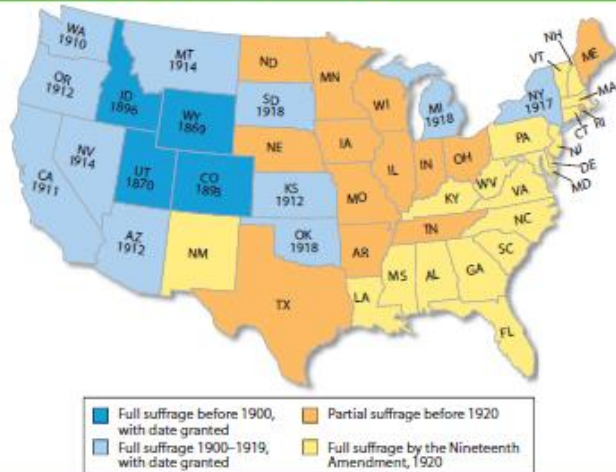 WA
1910
OR
1912
CA
1911
NV
1914
ID
1896
MT
1914
WY
1869
UT
1870
CO
1893
AZ
1912
NM
ND
SD
1918
NE
KS
1912
OK
1918
TX
MN
IA
MO
AR
LA
WI
IL
MI
1918
IN
OH
KY
TN
MS
AL
GA
FL
SC
NC
VA
WV
PA
NY
1917
VT
NH
ME
MA
RI
CT
NJ
DE
MD
Full suffrage before 1900,
with date granted
Full suffrage 1900–1919,
with date granted
Partial suffrage before 1920
Full suffrage by the Nineteenth
Amendment, 1920